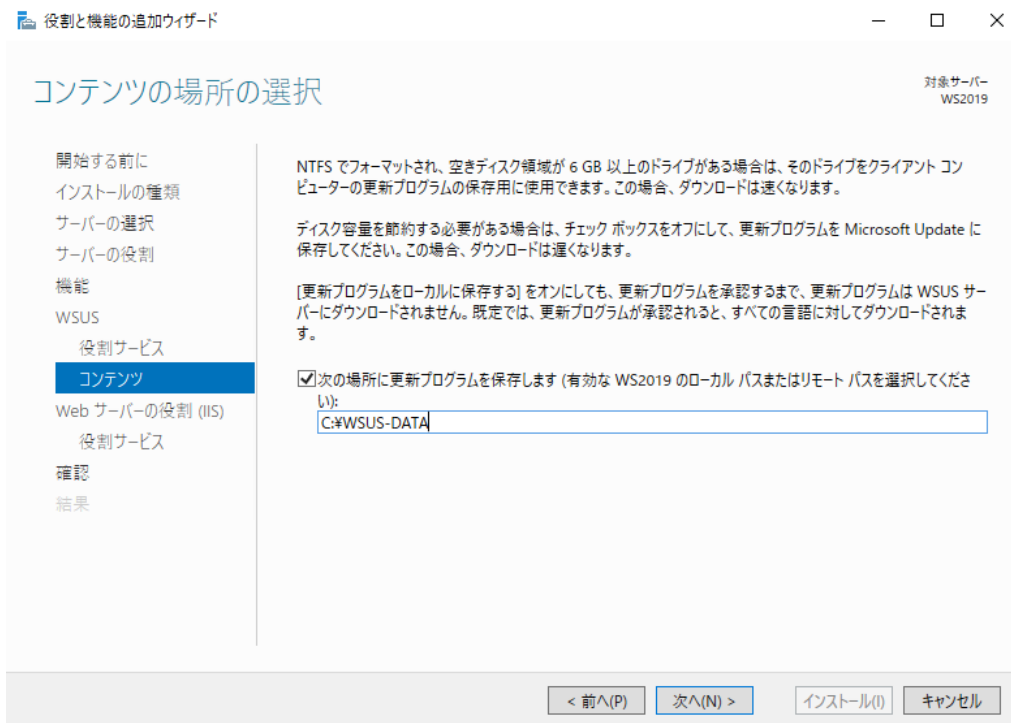 役割と機能の追加ウィザード
コンテンツの場所の選択
対象サーバー
WS2019
開始する前に
インストールの種類
サーバーの選択
サーバーの役割
機能
WSUS
役割サービス
コンテンツ
Web サーバーの役割 (IIS)
役割サービス
確認
結果
NTFS でフォーマットされ、空きディスク領域が 6 GB 以上のドライブがある場合は、そのドライブをクライアント コン
ピューターの更新プログラムの保存用に使用できます。この場合、ダウンロードは速くなります。
ディスク容量を節約する必要がある場合は、チェック ボックスをオフにして、更新プログラムを Microsoft Update に
保存してください。この場合、ダウンロードは遅くなります。
[更新プログラムをローカルに保存する] をオンにしても、更新プログラムを承認するまで、更新プログラムは WSUS サー
バーにダウンロードされません。既定では、更新プログラムが承認されると、すべての言語に対してダウンロードされま
す。
次の場所に更新プログラムを保存します (有効な WS2019 のローカル パスまたはリモート パスを選択してくださ
い):
C:¥WSUS-DATA
< 前へ(P)
次へ(N) >
インストール(I)
キャンセル